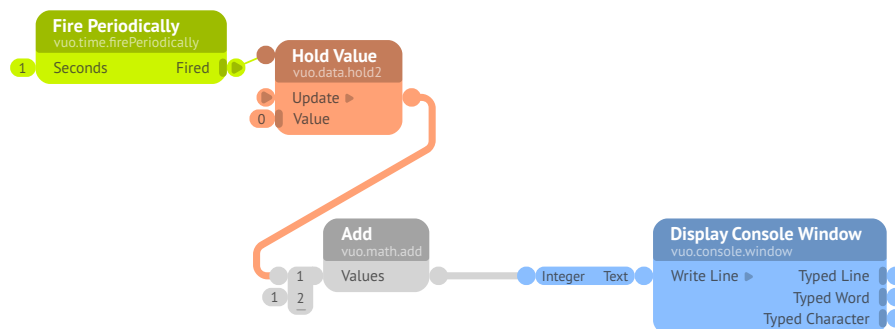 Fire Periodically
vuo.time.firePeriodically
1 Seconds Fired
Hold Value
vuo.data.hold2
Update
0 Value
Add
vuo.math.add
1 Values
1 2
Integer Text
Display Console Window
vuo.console.window
Write Line Typed Line
Typed Word
Typed Character